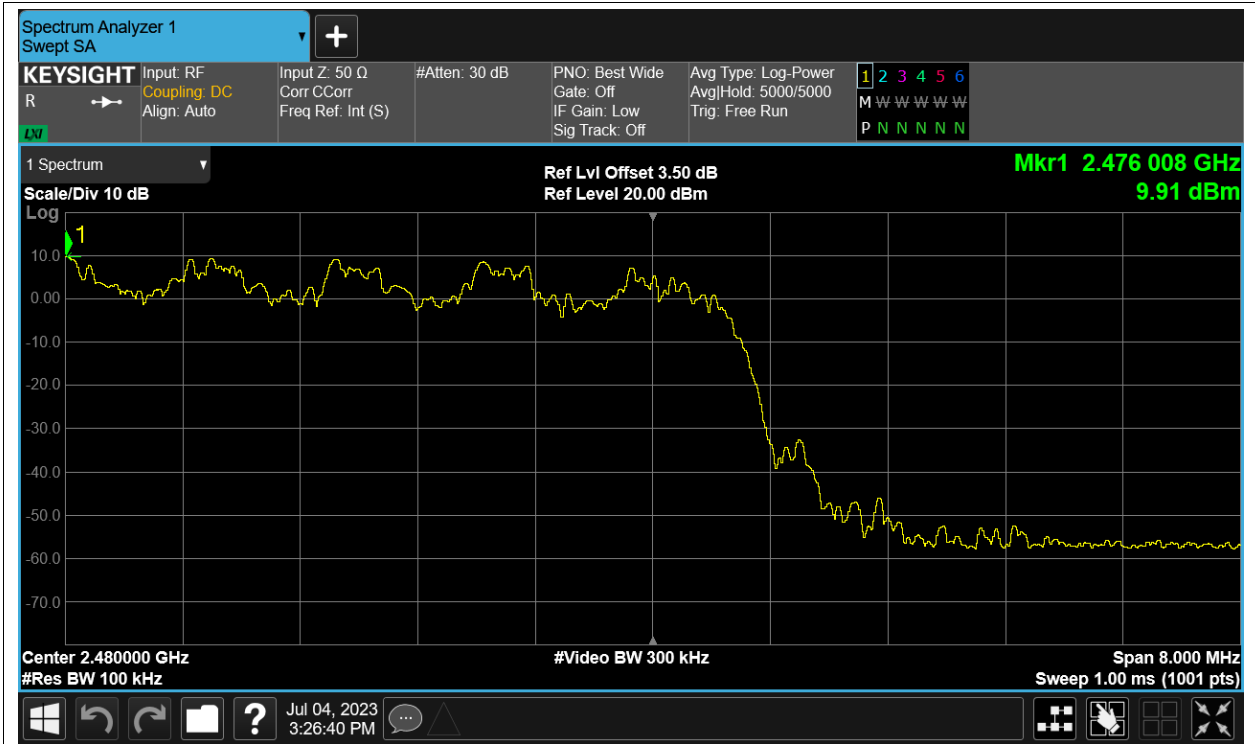 Spectrum Analyzer 1
Swept SA
KEYSIGHT
R
LXI
Input: RF
Coupling: DC
Align: Auto
Input Z: 50 Ω
Corr CCorr
Freq Ref: Int (S)
#Atten: 30 dB
PNO: Best Wide
Gate: Off
IF Gain: Low
Sig Track: Off
Avg Type: Log-Power
Avg|Hold: 5000/5000
Trig: Free Run
1 2 3 4 5 6
M W W W W W
P N N N N N
1 Spectrum
Scale/Div 10 dB
Log
Ref Lvl Offset 3.50 dB
Ref Level 20.00 dBm
Mkr1 2.476 008 GHz
9.91 dBm
1
10.0
0.00
-10.0
-20.0
-30.0
-40.0
-50.0
-60.0
-70.0
Center 2.480000 GHz
#Video BW 300 kHz
Span 8.000 MHz
#Res BW 100 kHz
Sweep 1.00 ms (1001 pts)
?
Jul 04, 2023
3:26:40 PM